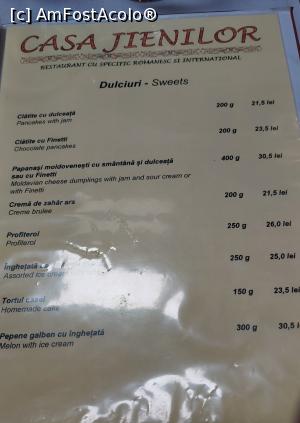 [c] AmFostAcolo®
CASA JIENILOR
RESTAURANT CU SPECIFIC ROMANESC SI INTERNATIONAL
Dulciuri - Sweets
Clătite cu dulceață 200 g 21,5 lei
Pancakes with jam
Clătite cu Finetti 200 g 23,5 lei
Chocolate pancakes
Papanași moldovenești cu smântână și dulceață 400 g 30,5 lei
sau cu Finetti
Moldavian cheese dumplings with jam and sour cream or
with Finetti
Cremă de zahăr ars 200 g 21,5 lei
Creme brulee
Profiterol 250 g 26,0 lei
Profiterol
Înghețată 250 g 25,0 lei
Assorted ice cream
Tortul casei 150 g 23,5 lei
Homemade cake
Pepene galben cu înghețată 300 g 30,5 l
Melon with ice cream